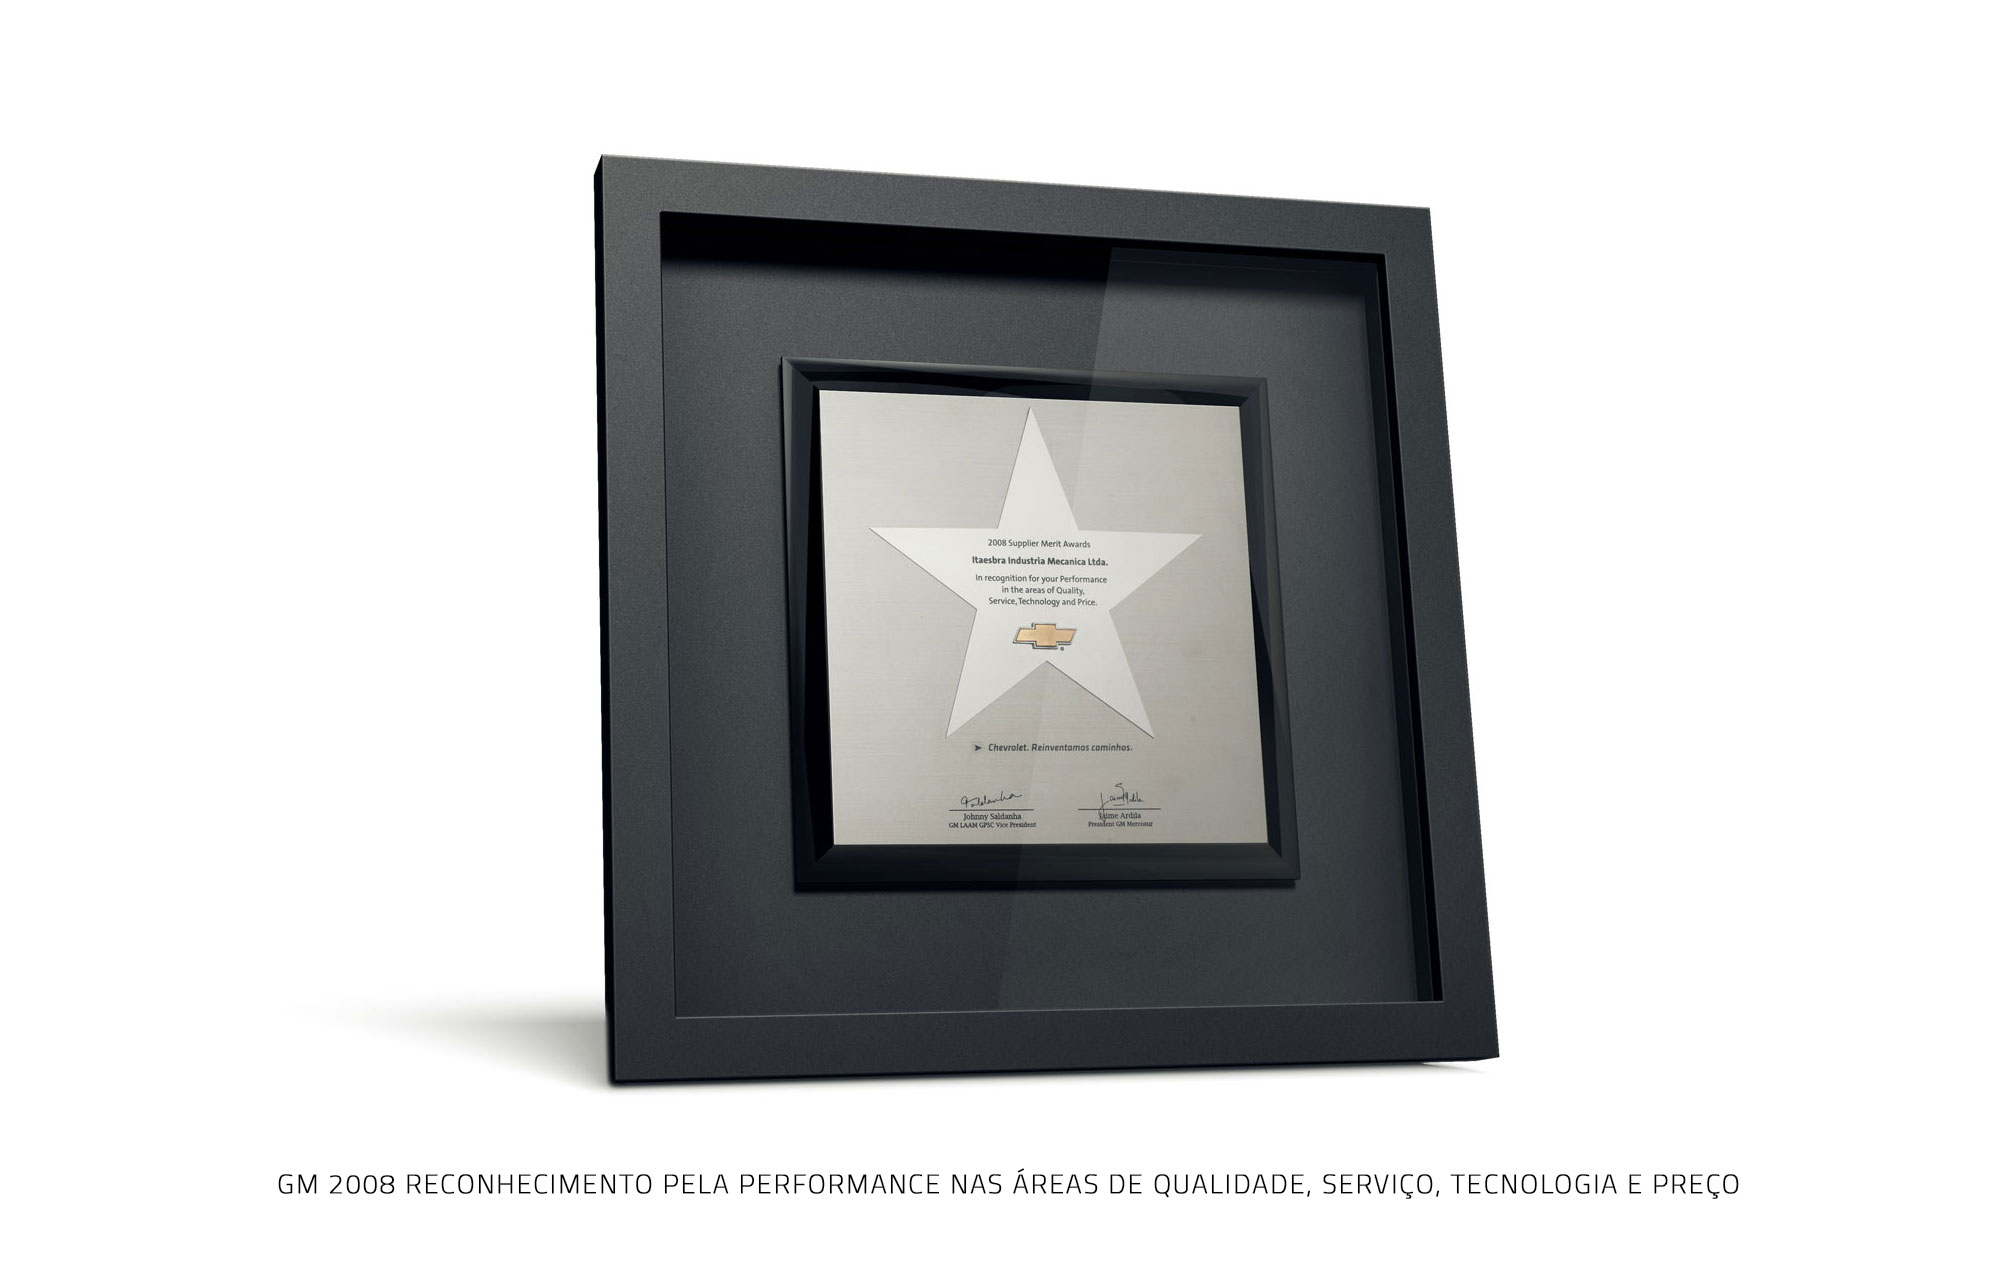 2008 Supplier Merit Awards
Itaesbra Industria Mecanica Ltda.
In recognition for your Performance
in the areas of Quality,
Service, Technology and Price.
Chevrolet. Reinventamos caminhos.
Johnny Saldanha
GM LAAM GPSC Vice President
Jaime Ardila
President GM Mercosur
GM 2008 RECONHECIMENTO PELA PERFORMANCE NAS ÁREAS DE QUALIDADE, SERVIÇO, TECNOLOGIA E PREÇO